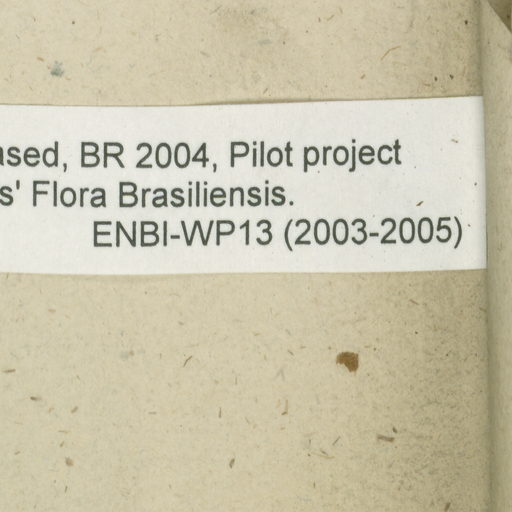 ased, BR 2004, Pilot project
s' Flora Brasiliensis.
ENBI-WP13 (2003-2005)